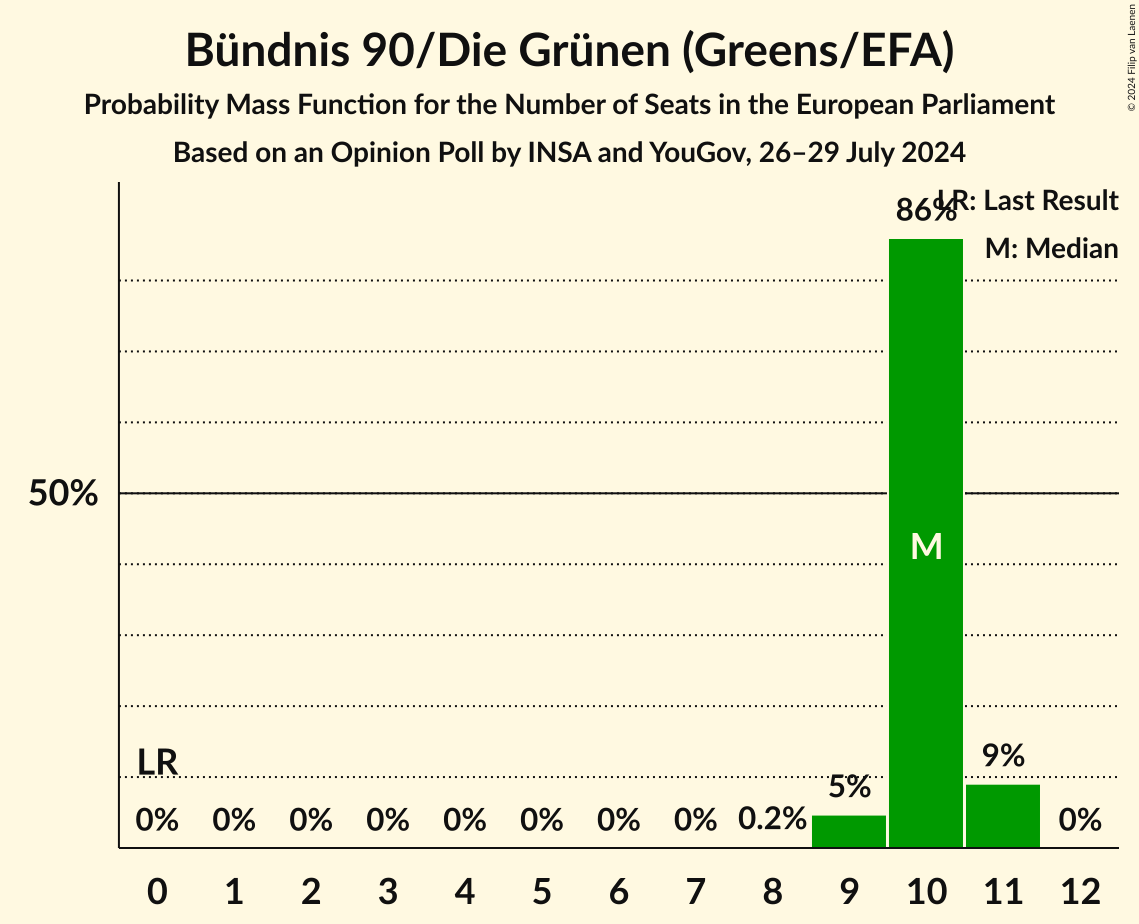 Bündnis 90/Die Grünen (Greens/EFA)
Probability Mass Function for the Number of Seats in the European Parliament
Based on an Opinion Poll by INSA and YouGov, 26–29 July 2024
© 2024 Filip van Laenen
LR: Last Result
M: Median
86%
50%
M
LR
9%
5%
0% 0% 0% 0% 0% 0% 0% 0% 0.2% 0%
0 1 2 3 4 5 6 7 8 9 10 11 12